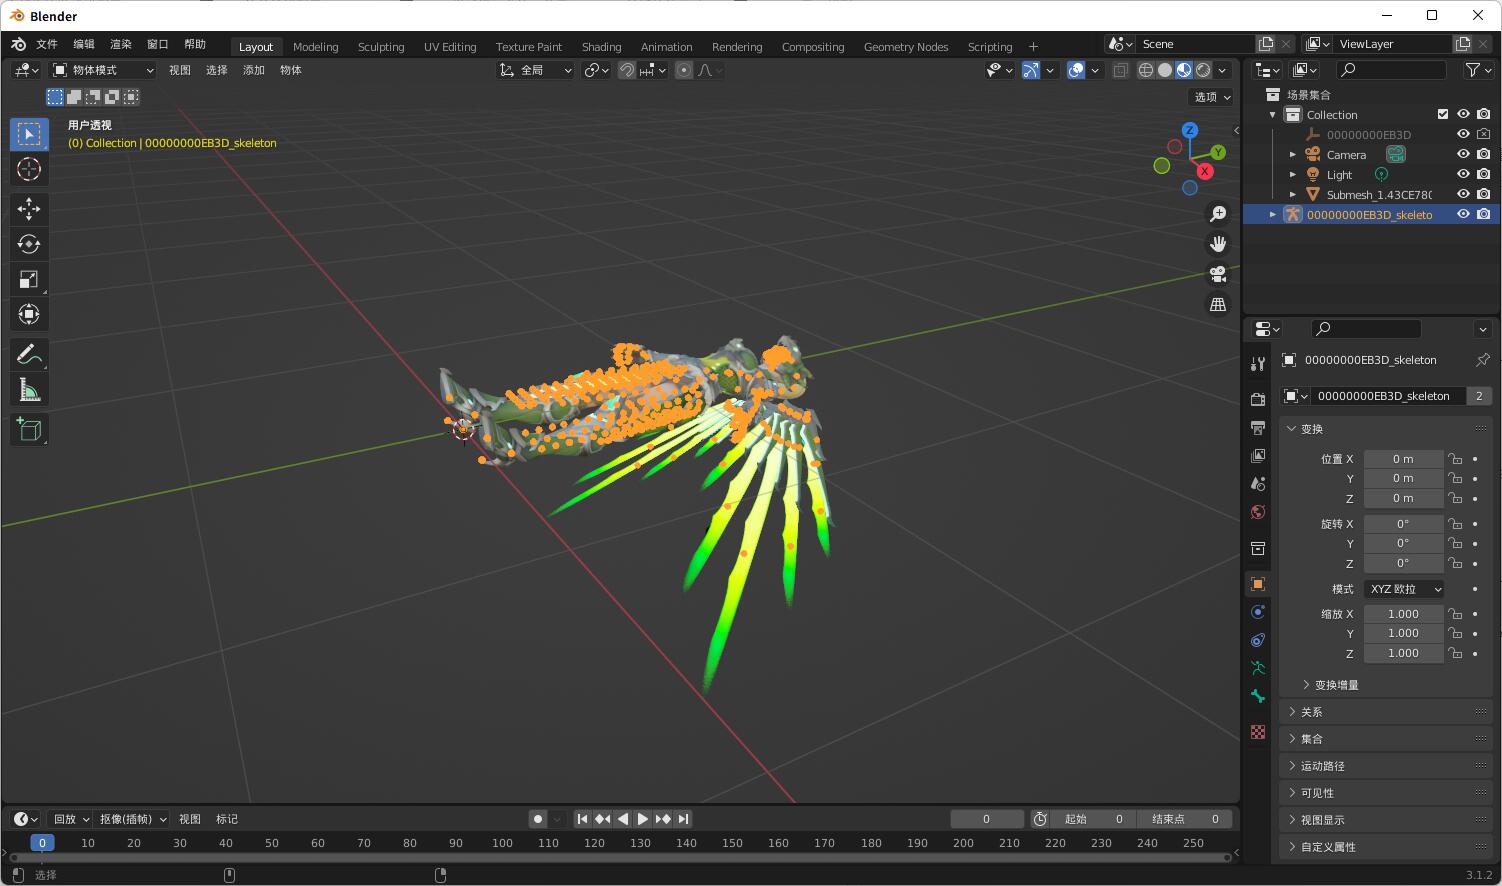 Blender
文件 编辑 渲染 窗口 帮助 Layout Modeling Sculpting UV Editing Texture Paint Shading Animation Rendering Compositing Geometry Nodes Scripting + Scene ViewLayer
物体模式 视图 选择 添加 物体 全局
选项
用户透视
(0) Collection | 00000000EB3D_skeleton
Z
Y
X
场景集合
Collection
00000000EB3D
Camera
Light
Submesh_1.43CE780
00000000EB3D_skeleto
00000000EB3D_skeleton
00000000EB3D_skeleton 2
变换
位置 X 0 m
Y 0 m
Z 0 m
旋转 X 0°
Y 0°
Z 0°
模式 XYZ 欧拉
缩放 X 1.000
Y 1.000
Z 1.000
变换增量
关系
集合
运动路径
可见性
视图显示
自定义属性
回放 抠像(插帧) 视图 标记 0 起始 0 结束点 0
0 10 20 30 40 50 60 70 80 90 100 110 120 130 140 150 160 170 180 190 200 210 220 230 240 250
选择 3.1.2